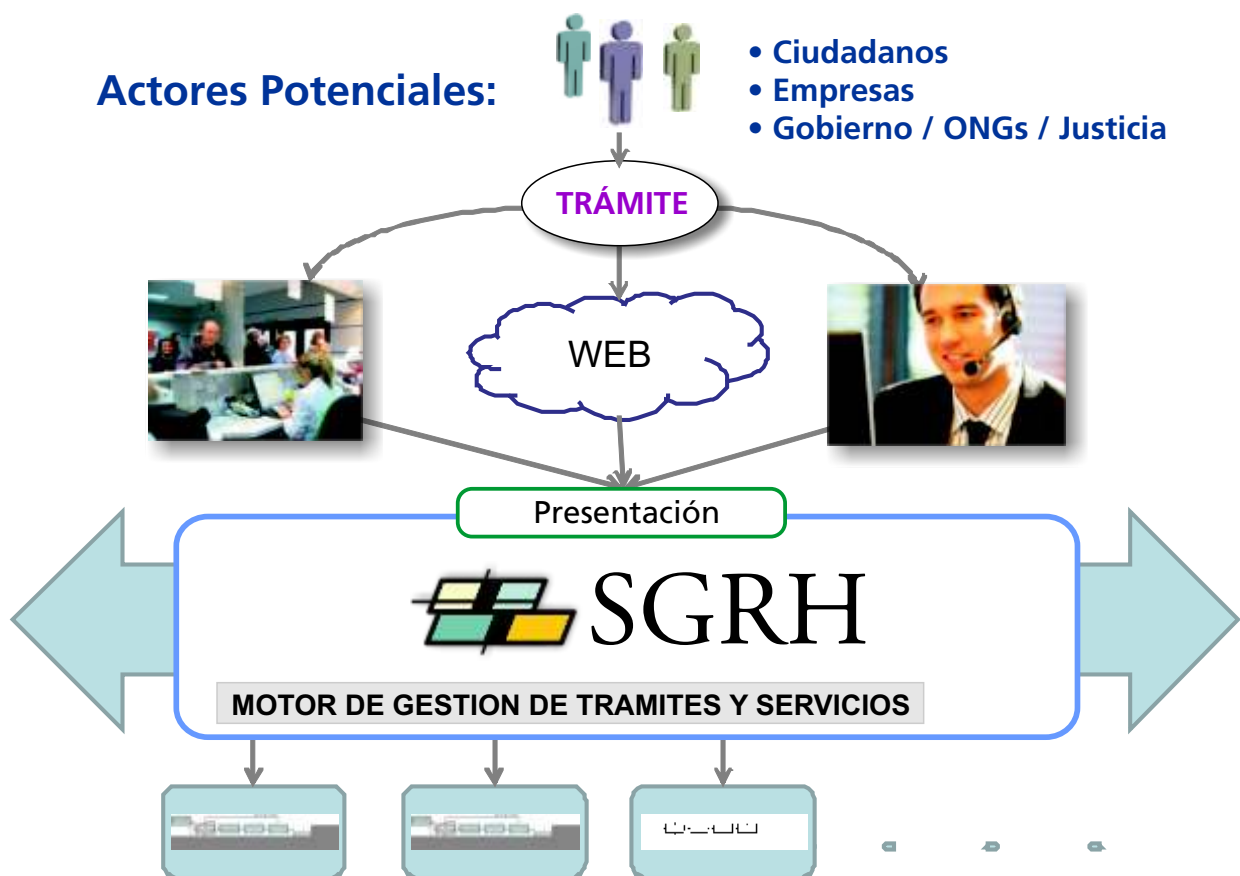 Actores Potenciales:
• Ciudadanos
• Empresas
• Gobierno / ONGs / Justicia
TRÁMITE
WEB
Presentación
SGRH
MOTOR DE GESTION DE TRAMITES Y SERVICIOS